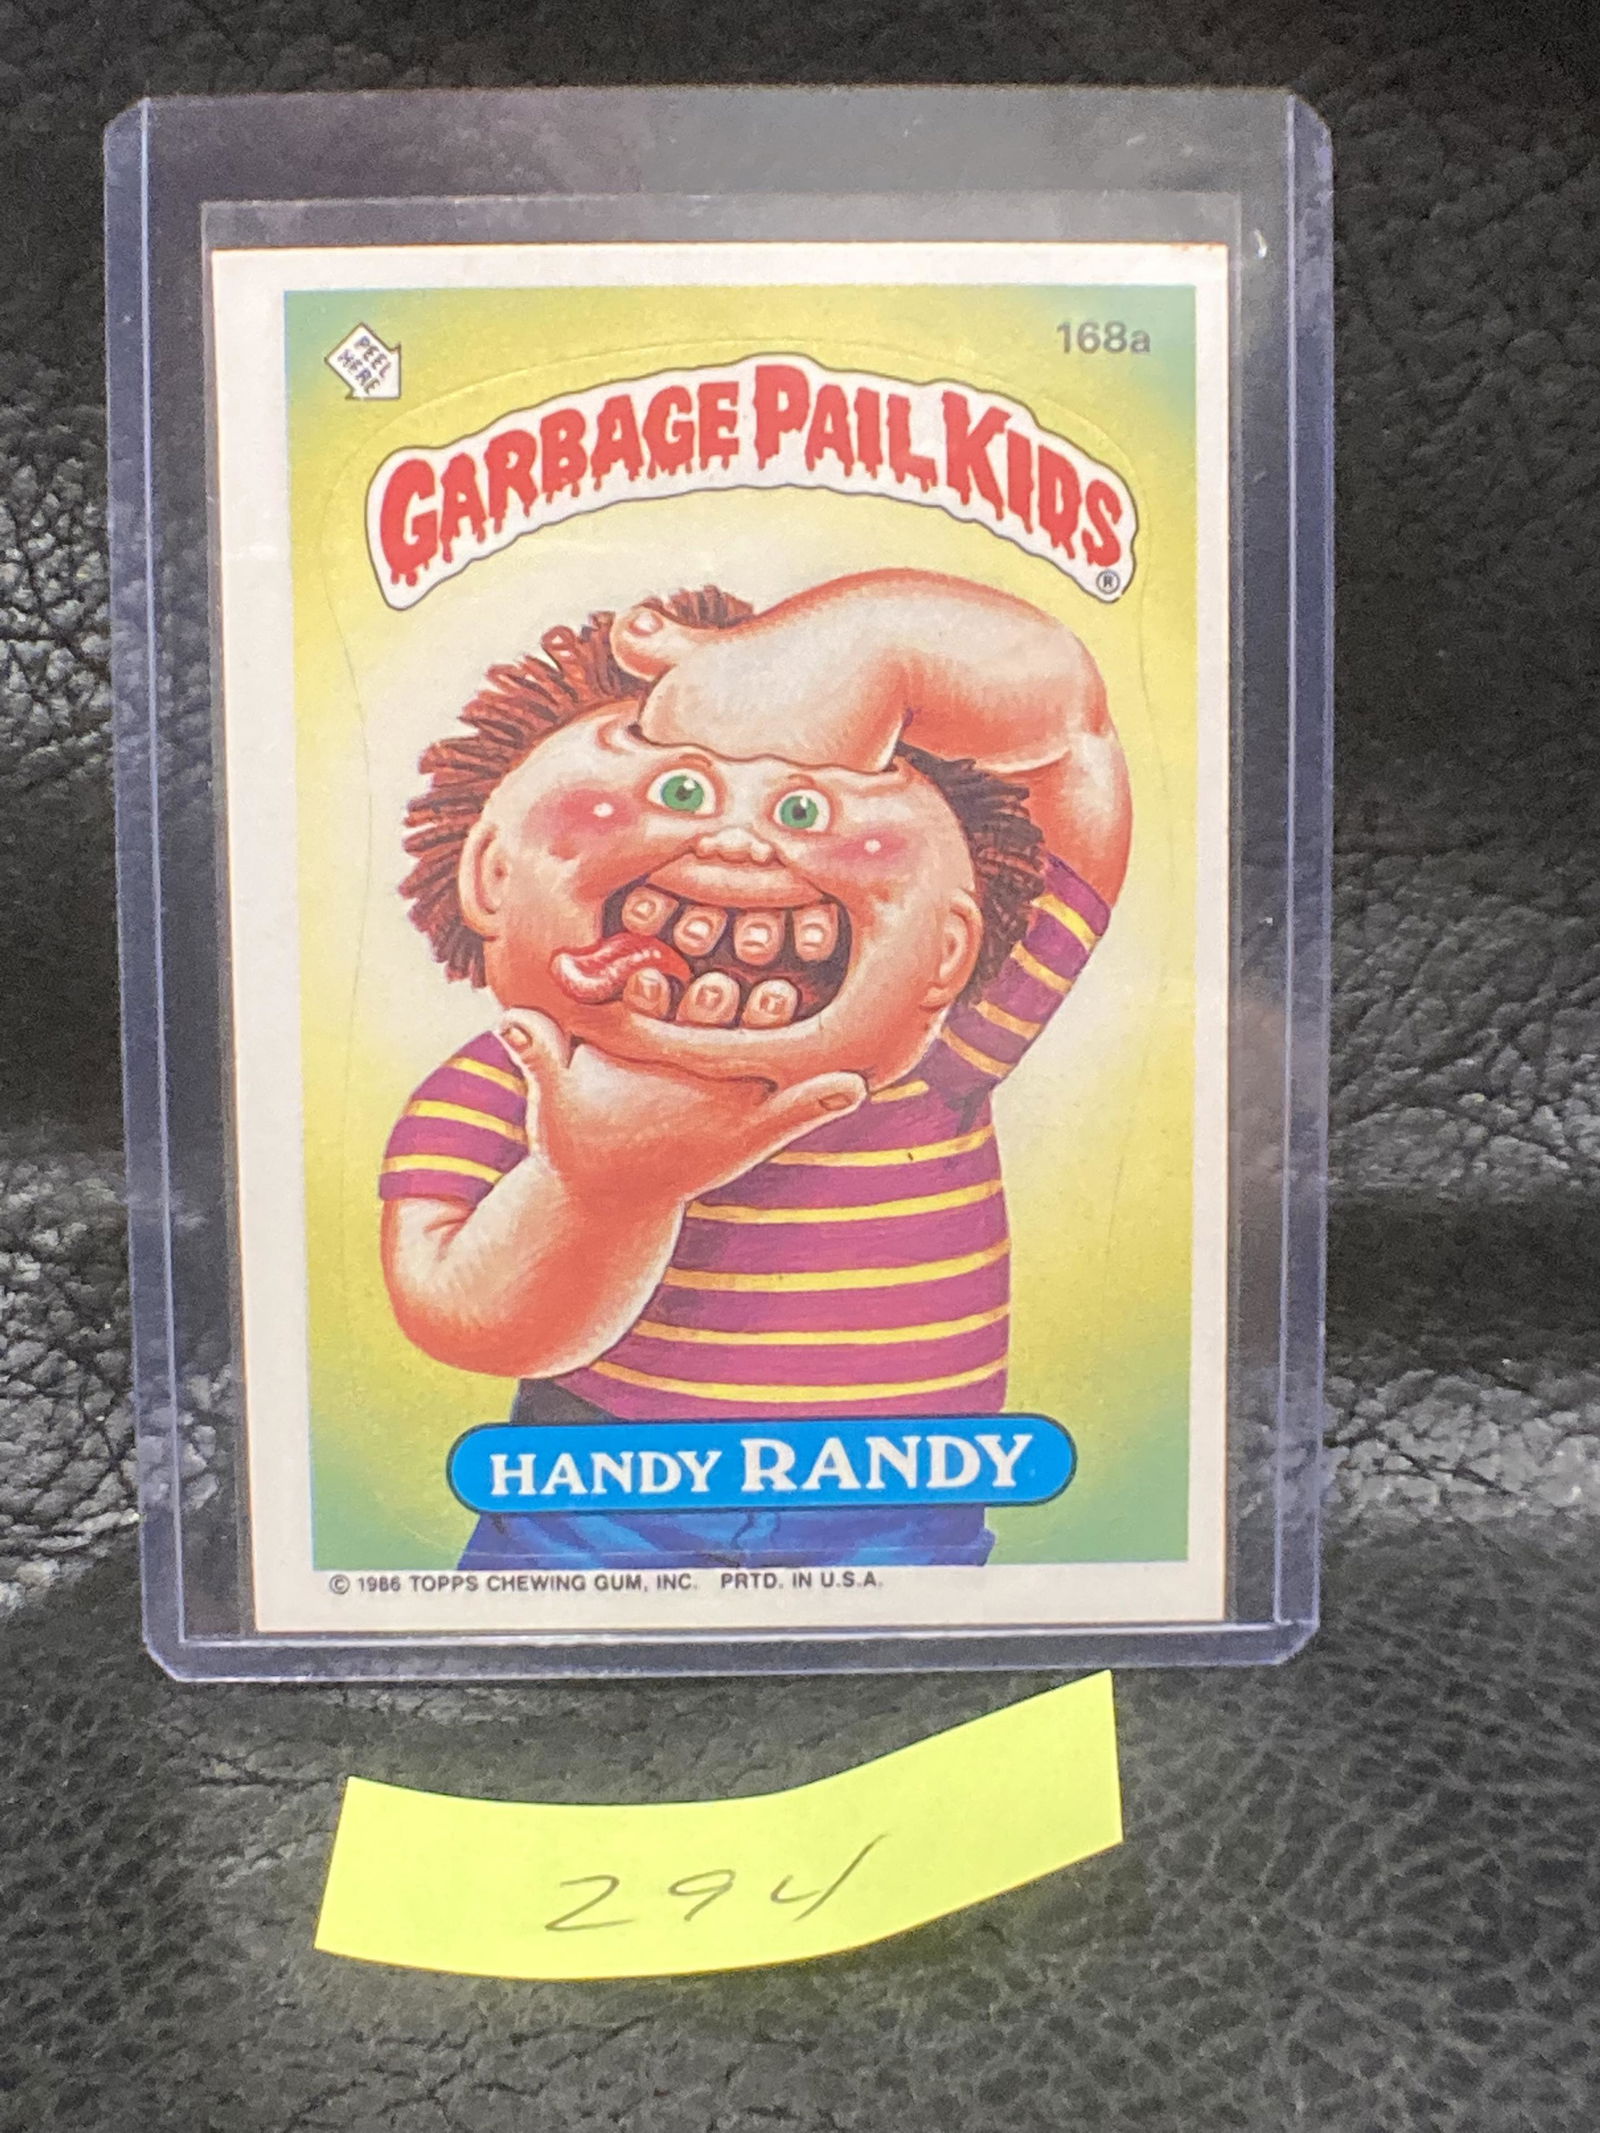 PEEL
HERE
168a
GARBAGE PAIL KIDS
®
HANDY RANDY
© 1986 TOPPS CHEWING GUM, INC. PRTD. IN U.S.A.
294